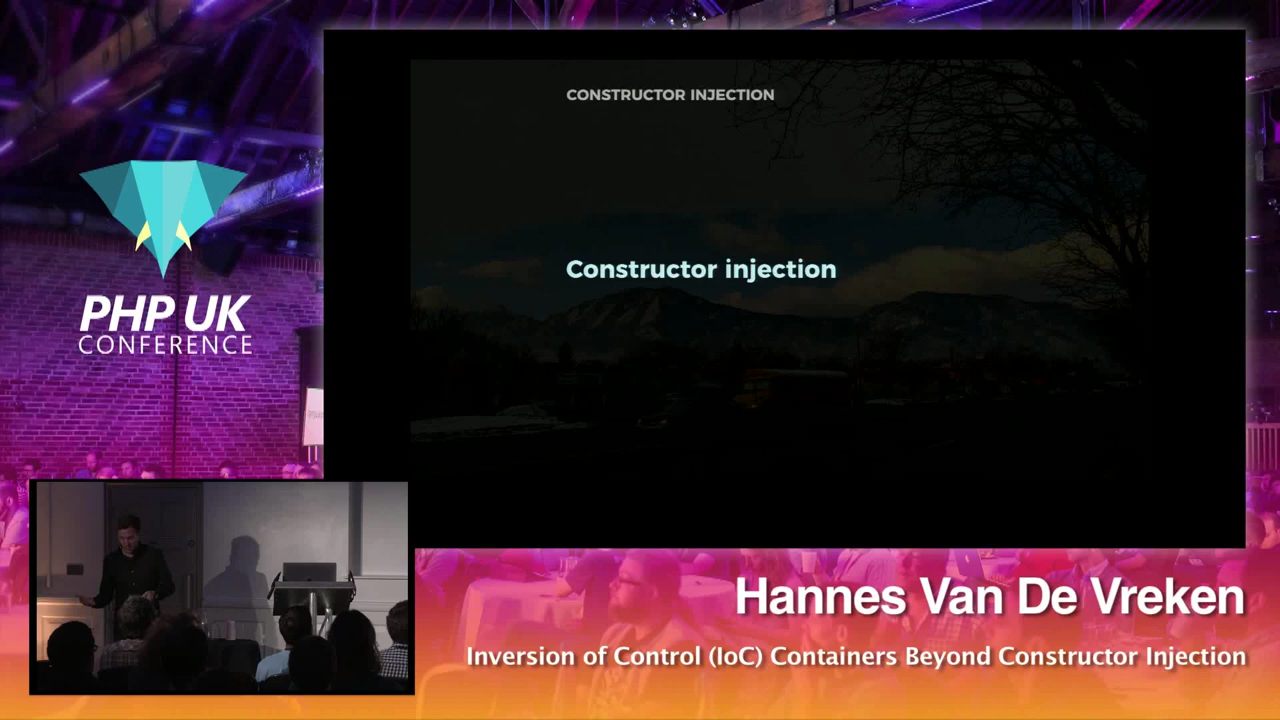 CONSTRUCTOR INJECTION
Constructor injection
PHP UK
CONFERENCE
Hannes Van De Vreken
Inversion of Control (IoC) Containers Beyond Constructor Injection